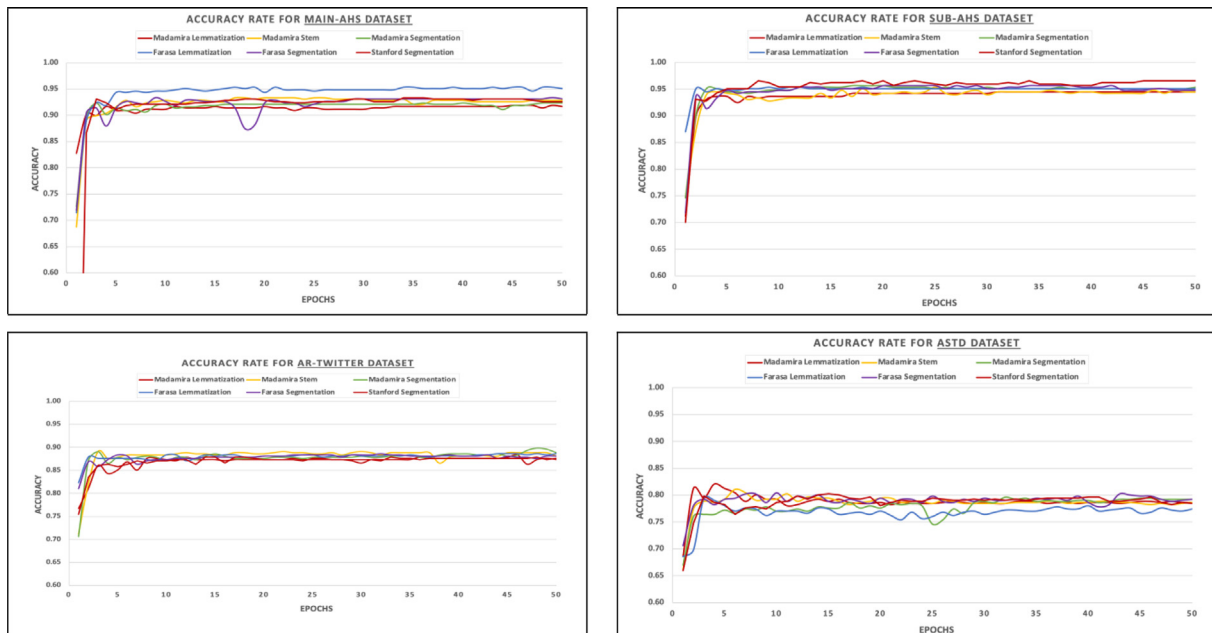 ACCURACY RATE FOR MAIN-AHS DATASET
Madamira Lemmatization Madamira Stem Madamira Segmentation
Farasa Lemmatization Farasa Segmentation Stanford Segmentation
1.00
0.95
0.90
0.85
0.80
0.75
0.70
0.65
0.60
ACCURACY
0 5 10 15 20 25 30 35 40 45 50
EPOCHS
ACCURACY RATE FOR SUB-AHS DATASET
Madamira Lemmatization Madamira Stem Madamira Segmentation
Farasa Lemmatization Farasa Segmentation Stanford Segmentation
1.00
0.95
0.90
0.85
0.80
0.75
0.70
0.65
0.60
ACCURACY
0 5 10 15 20 25 30 35 40 45 50
EPOCHS
ACCURACY RATE FOR AR-TWITTER DATASET
Madamira Lemmatization Madamira Stem Madamira Segmentation
Farasa Lemmatization Farasa Segmentation Stanford Segmentation
1.00
0.95
0.90
0.85
0.80
0.75
0.70
0.65
0.60
ACCURACY
0 5 10 15 20 25 30 35 40 45 50
EPOCHS
ACCURACY RATE FOR ASTD DATASET
Madamira Lemmatization Madamira Stem Madamira Segmentation
Farasa Lemmatization Farasa Segmentation Stanford Segmentation
1.00
0.95
0.90
0.85
0.80
0.75
0.70
0.65
0.60
ACCURACY
0 5 10 15 20 25 30 35 40 45 50
EPOCHS